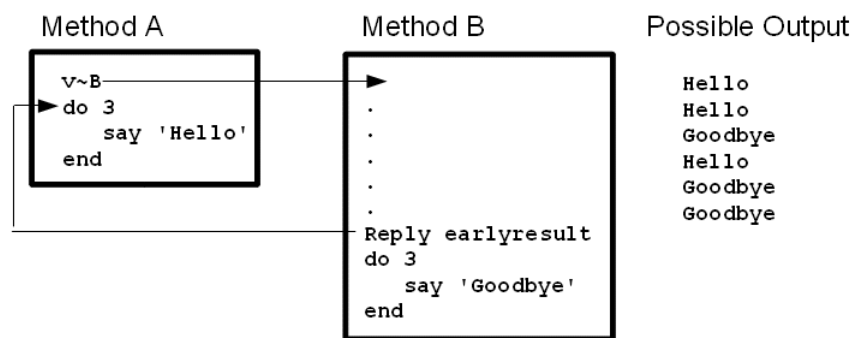 Method A
Method B
Possible Output
v~B
do 3
say 'Hello'
end
.
.
.
.
.
Reply earlyresult
do 3
say 'Goodbye'
end
Hello
Hello
Goodbye
Hello
Goodbye
Goodbye